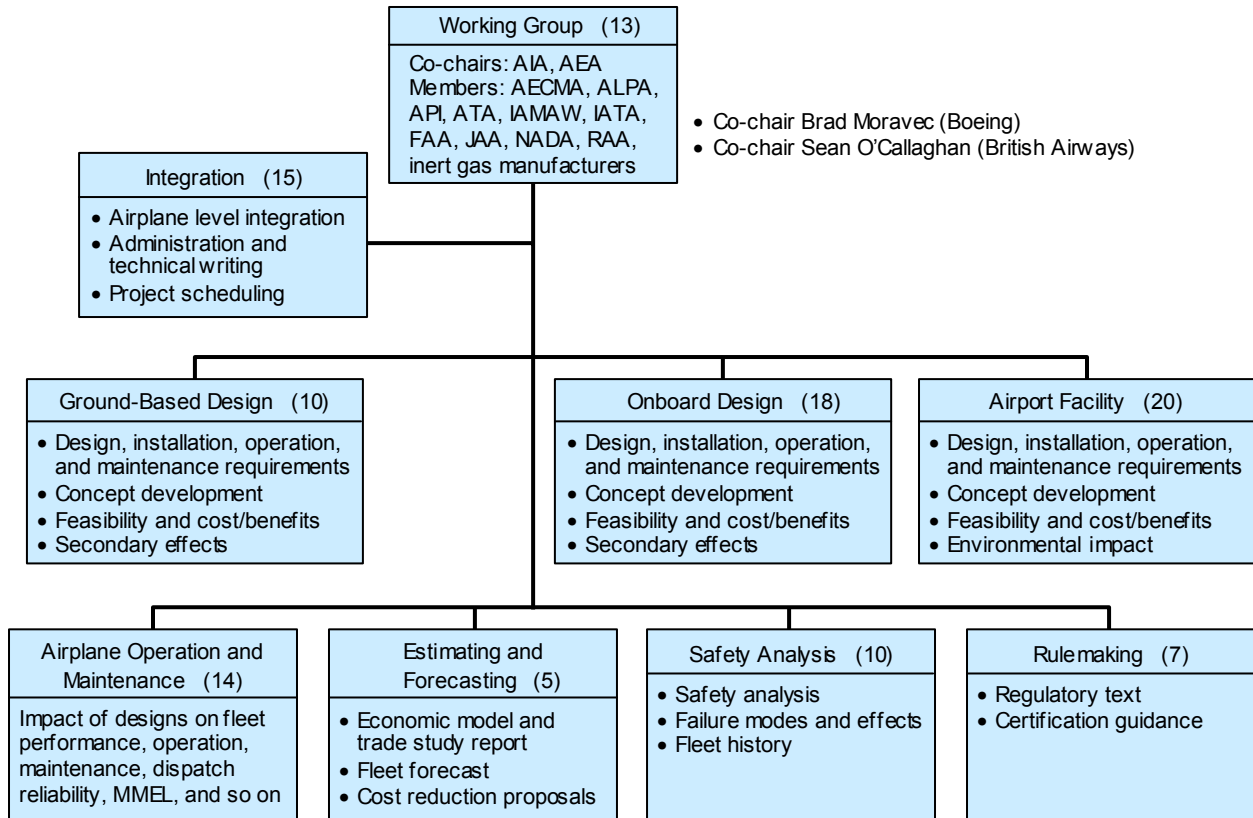 Working Group (13)
Co-chairs: AIA, AEA
Members: AECMA, ALPA,
API, ATA, IAMAW, IATA,
FAA, JAA, NADA, RAA,
inert gas manufacturers
• Co-chair Brad Moravec (Boeing)
• Co-chair Sean O'Callaghan (British Airways)
Integration (15)
• Airplane level integration
• Administration and
technical writing
• Project scheduling
Ground-Based Design (10)
• Design, installation, operation,
and maintenance requirements
• Concept development
• Feasibility and cost/benefits
• Secondary effects
Onboard Design (18)
• Design, installation, operation,
and maintenance requirements
• Concept development
• Feasibility and cost/benefits
• Secondary effects
Airport Facility (20)
• Design, installation, operation,
and maintenance requirements
• Concept development
• Feasibility and cost/benefits
• Environmental impact
Airplane Operation and
Maintenance (14)
Impact of designs on fleet
performance, operation,
maintenance, dispatch
reliability, MMEL, and so on
Estimating and
Forecasting (5)
• Economic model and
trade study report
• Fleet forecast
• Cost reduction proposals
Safety Analysis (10)
• Safety analysis
• Failure modes and effects
• Fleet history
Rulemaking (7)
• Regulatory text
• Certification guidance